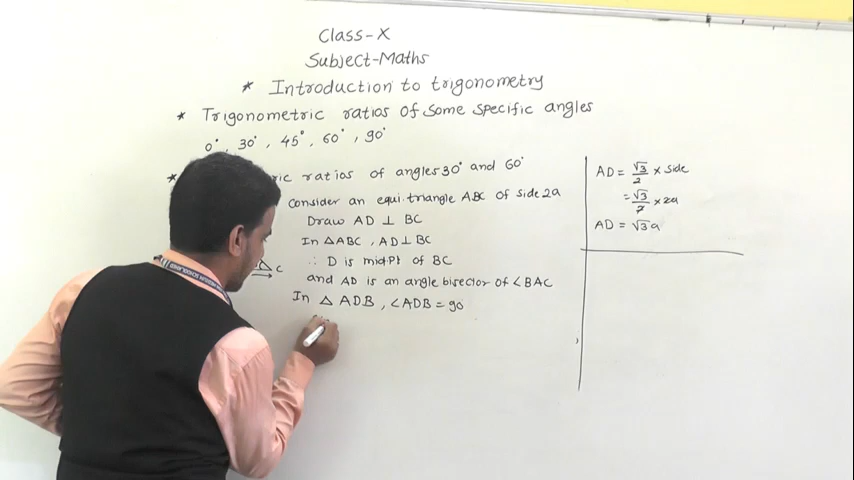 Class-X
Subject-Maths
* Introduction to trigonometry
* Trigonometric ratios of some specific angles
0°, 30°, 45°, 60°, 90°
* ric ratios of angles 30° and 60°
Consider an equi.triangle ABC of side 2a
Draw AD ⊥ BC
In △ABC, AD⊥BC
∴ D is midpt of BC
and AD is an angle bisector of ∠BAC
In △ ADB, ∠ADB = 90
C
AD = √3/2 × side
= √3/2 × 2a
AD = √3a